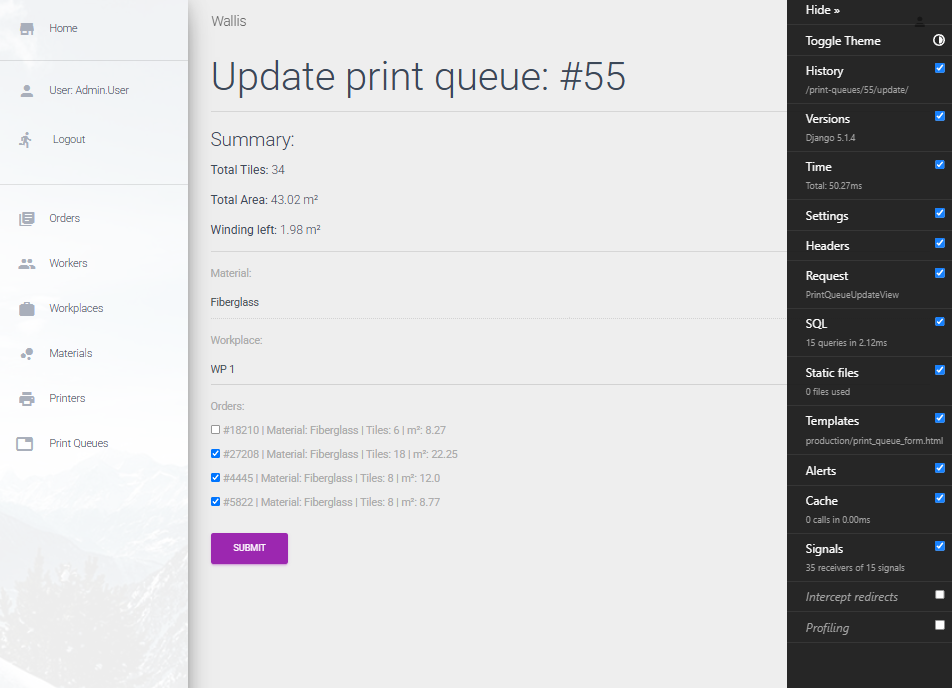 Home
User: Admin.User
Logout
Orders
Workers
Workplaces
Materials
Printers
Print Queues
Wallis
Update print queue: #55
Summary:
Total Tiles: 34
Total Area: 43.02 m²
Winding left: 1.98 m²
Material:
Fiberglass
Workplace:
WP 1
Orders:
#18210 | Material: Fiberglass | Tiles: 6 | m²: 8.27
#27208 | Material: Fiberglass | Tiles: 18 | m²: 22.25
#4445 | Material: Fiberglass | Tiles: 8 | m²: 12.0
#5822 | Material: Fiberglass | Tiles: 8 | m²: 8.77
SUBMIT
Hide »
Toggle Theme
History
/print-queues/55/update/
Versions
Django 5.1.4
Time
Total: 50.27ms
Settings
Headers
Request
PrintQueueUpdateView
SQL
15 queries in 2.12ms
Static files
0 files used
Templates
production/print_queue_form.html
Alerts
Cache
0 calls in 0.00ms
Signals
35 receivers of 15 signals
Intercept redirects
Profiling